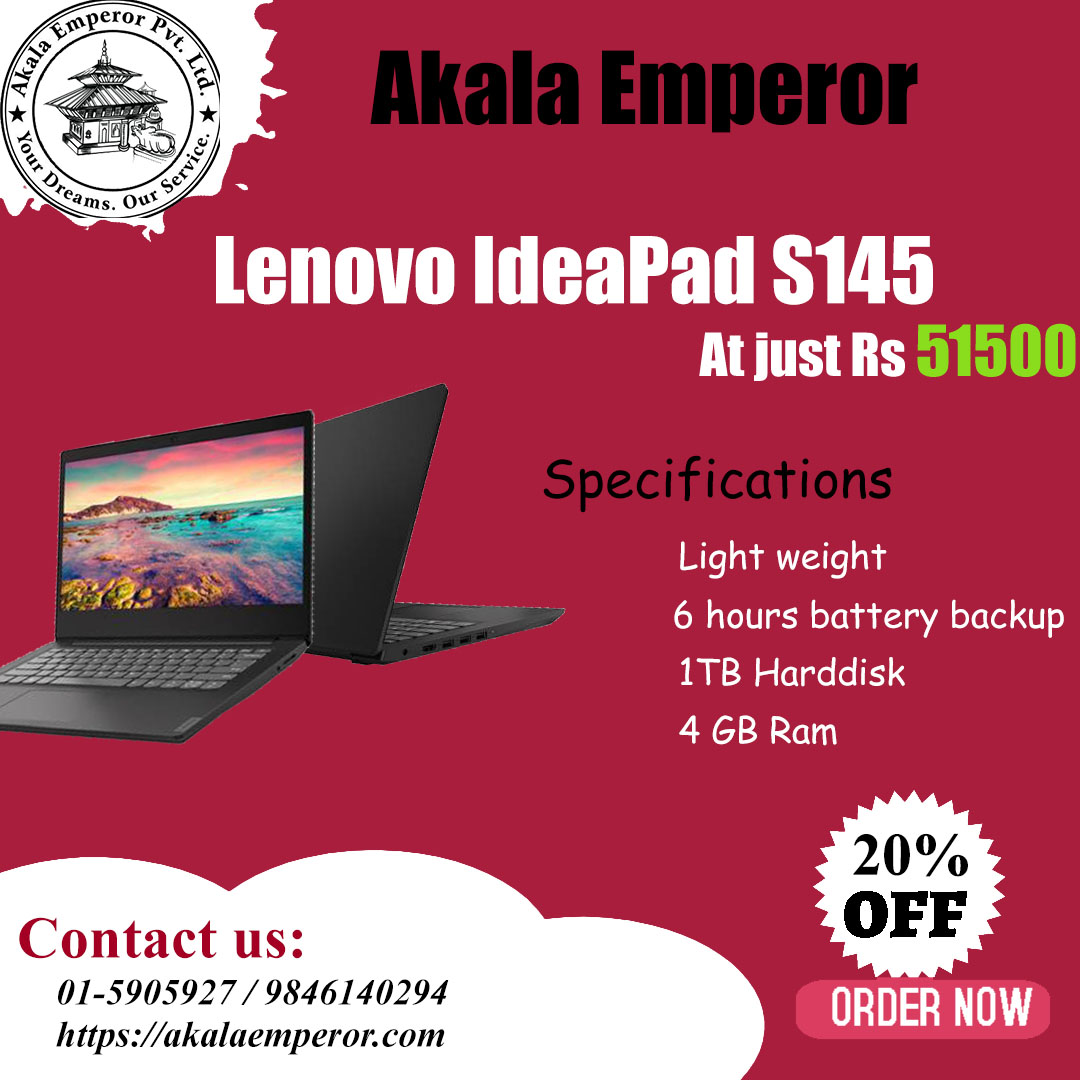 Akala Emperor Pvt. Ltd.
Your Dreams. Our Service.
Akala Emperor
Lenovo IdeaPad S145
At just Rs 51500
Specifications
Light weight
6 hours battery backup
1TB Harddisk
4 GB Ram
20%
OFF
Contact us:
01-5905927 / 9846140294
https://akalaemperor.com
ORDER NOW